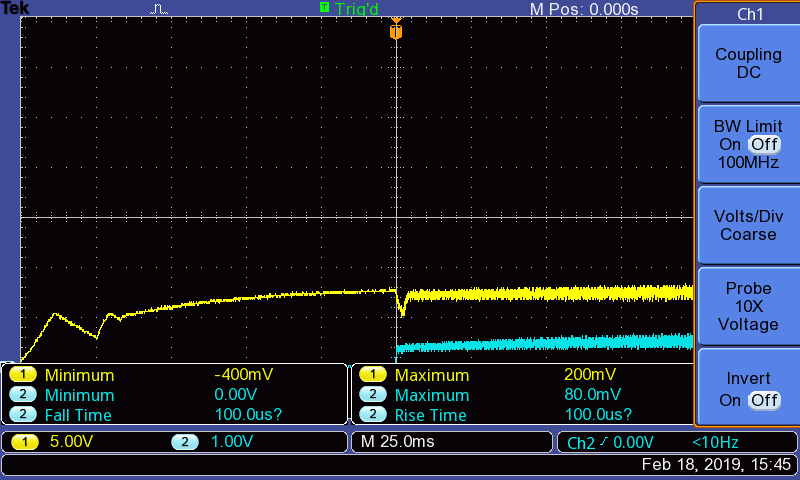 Tek
T Trig'd
M Pos: 0.000s
Ch1
T
Coupling
DC
BW Limit
On Off
100MHz
Volts/Div
Coarse
Probe
10X
Voltage
Invert
On Off
1 Minimum -400mV
2 Minimum 0.00V
2 Fall Time 100.0us?
1 Maximum 200mV
2 Maximum 80.0mV
2 Rise Time 100.0us?
1 5.00V 2 1.00V
M 25.0ms
Ch2 / 0.00V <10Hz
Feb 18, 2019, 15:45